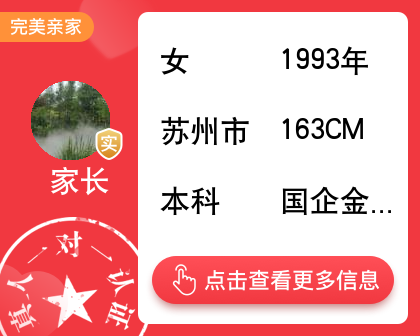 完美亲家
女 1993年
苏州市 163CM
本科 国企金...
实
家长
真人一对一认证
点击查看更多信息